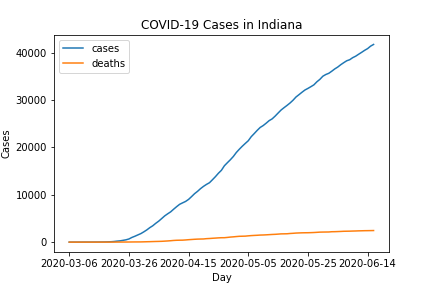 COVID-19 Cases in Indiana
cases
deaths
40000
30000
20000
10000
0
Cases
2020-03-06 2020-03-26 2020-04-15 2020-05-05 2020-05-25 2020-06-14
Day